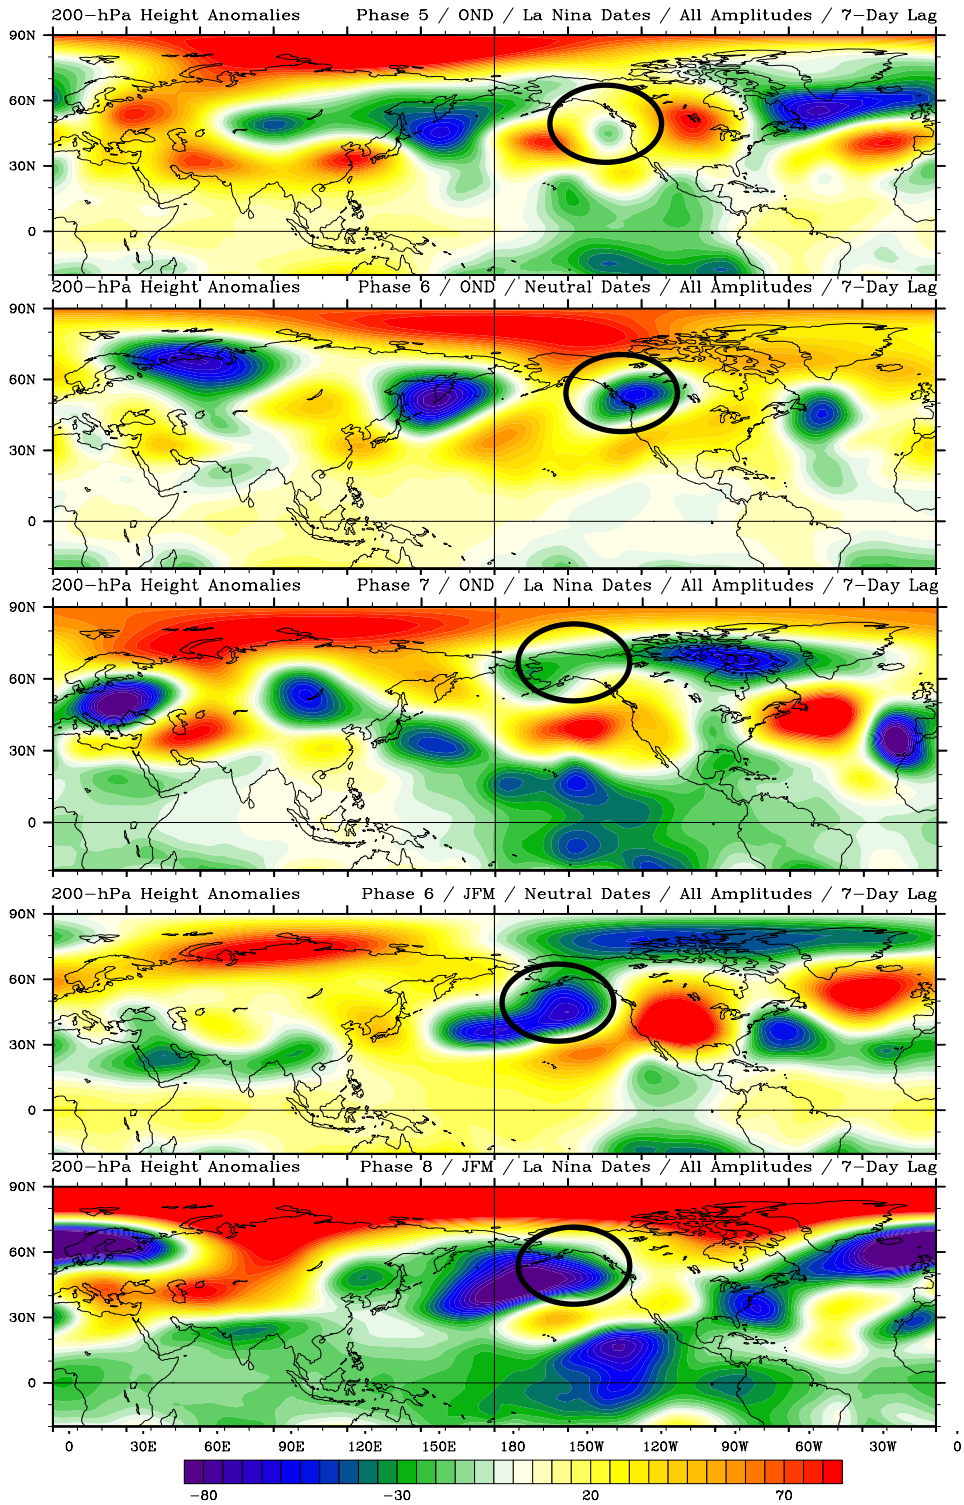 200-hPa Height Anomalies Phase 5 / OND / La Nina Dates / All Amplitudes / 7-Day Lag
90N
60N
30N
0
200-hPa Height Anomalies Phase 6 / OND / Neutral Dates / All Amplitudes / 7-Day Lag
90N
60N
30N
0
200-hPa Height Anomalies Phase 7 / OND / La Nina Dates / All Amplitudes / 7-Day Lag
90N
60N
30N
0
200-hPa Height Anomalies Phase 6 / JFM / Neutral Dates / All Amplitudes / 7-Day Lag
90N
60N
30N
0
200-hPa Height Anomalies Phase 8 / JFM / La Nina Dates / All Amplitudes / 7-Day Lag
90N
60N
30N
0
0 30E 60E 90E 120E 150E 180 150W 120W 90W 60W 30W 0
-80 -30 20 70